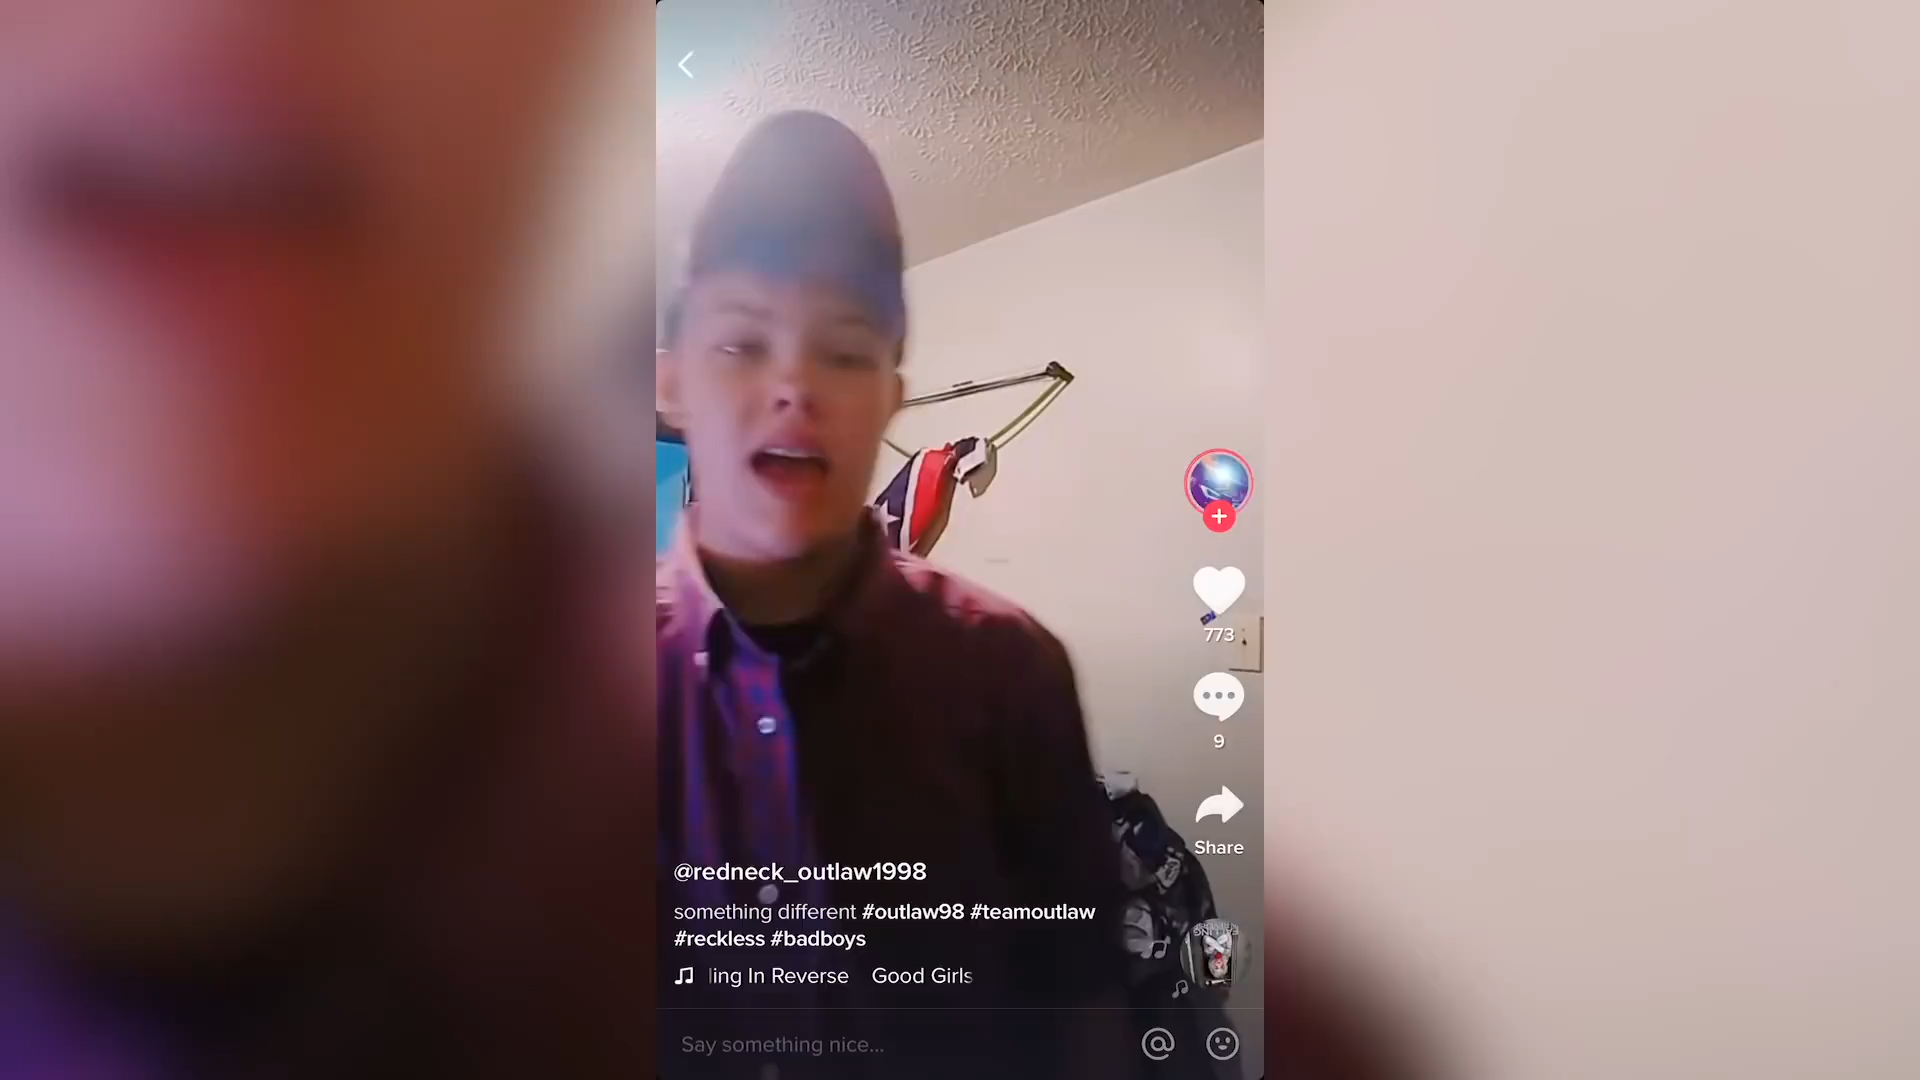 773
9
Share
@redneck_outlaw1998
something different #outlaw98 #teamoutlaw
#reckless #badboys
ling In Reverse Good Girls
Say something nice...